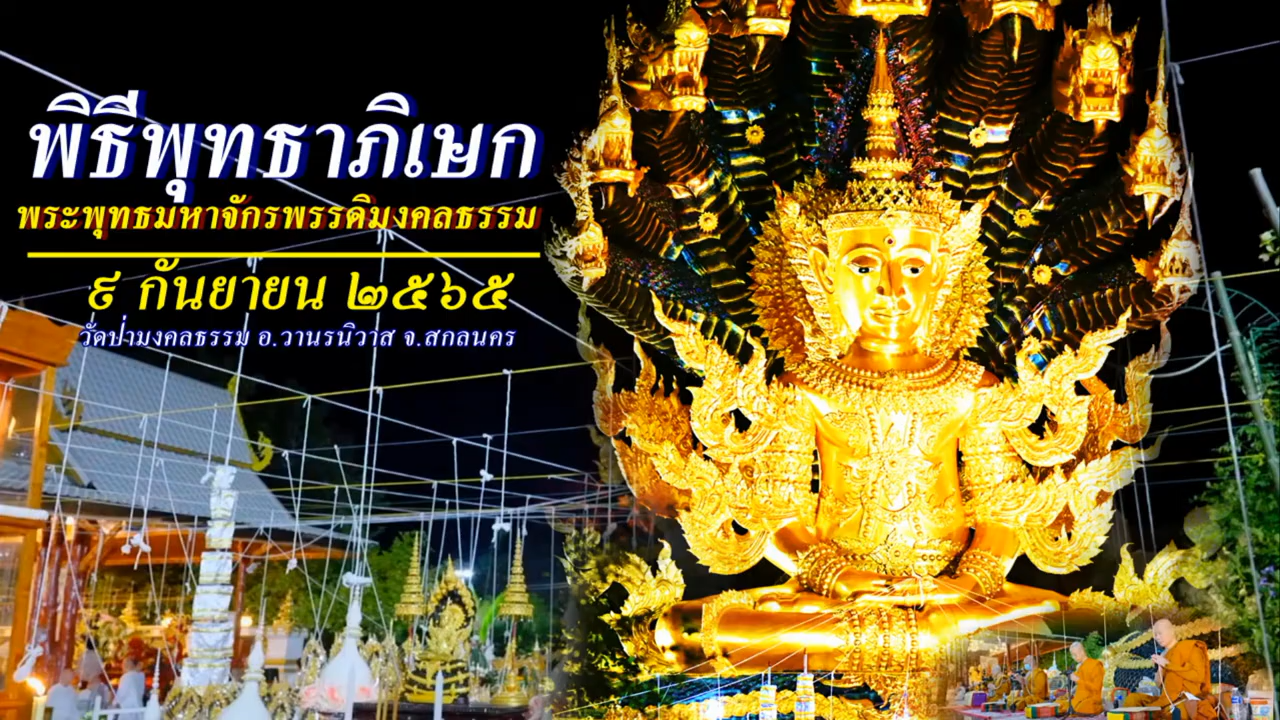 พิธีพุทธาภิเษก
พระพุทธมหาจักรพรรดิมงคลธรรม
๙ กันยายน ๒๕๖๕
วัดป่ามงคลธรรม อ.วานรนิวาส จ.สกลนคร